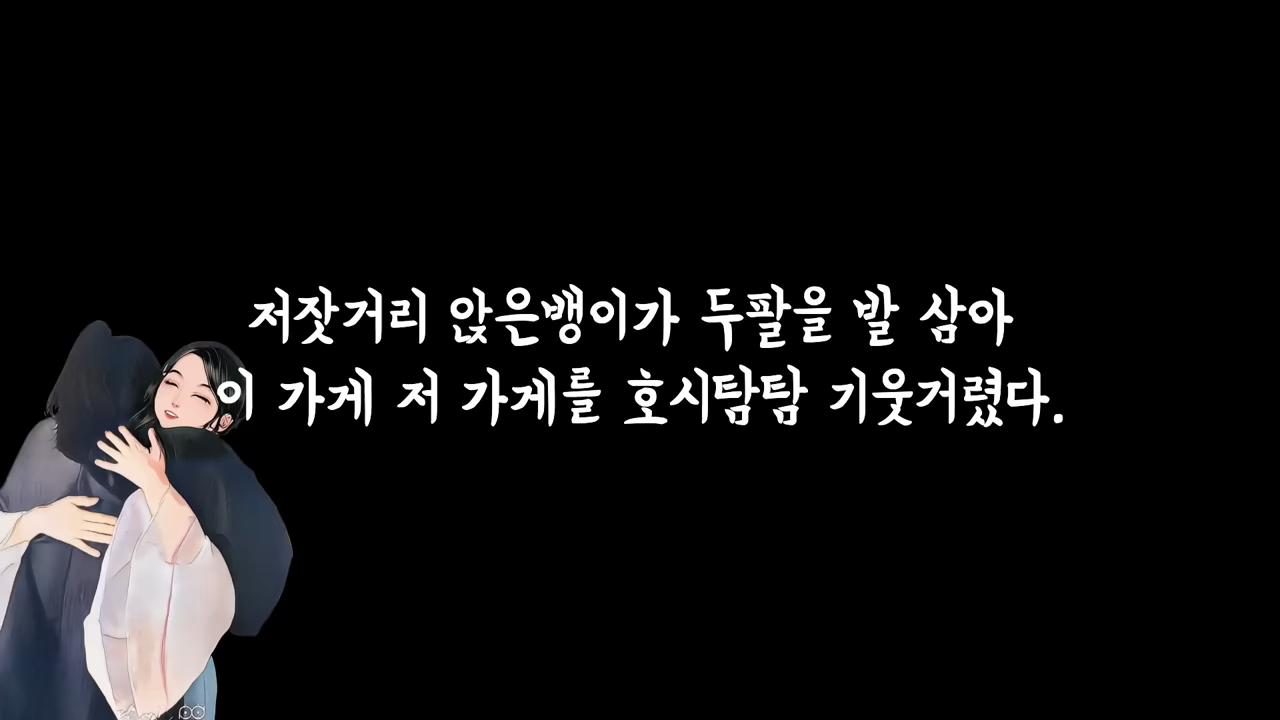 저잣거리 앉은뱅이가 두팔을 발 삼아
이 가게 저 가게를 호시탐탐 기웃거렸다.